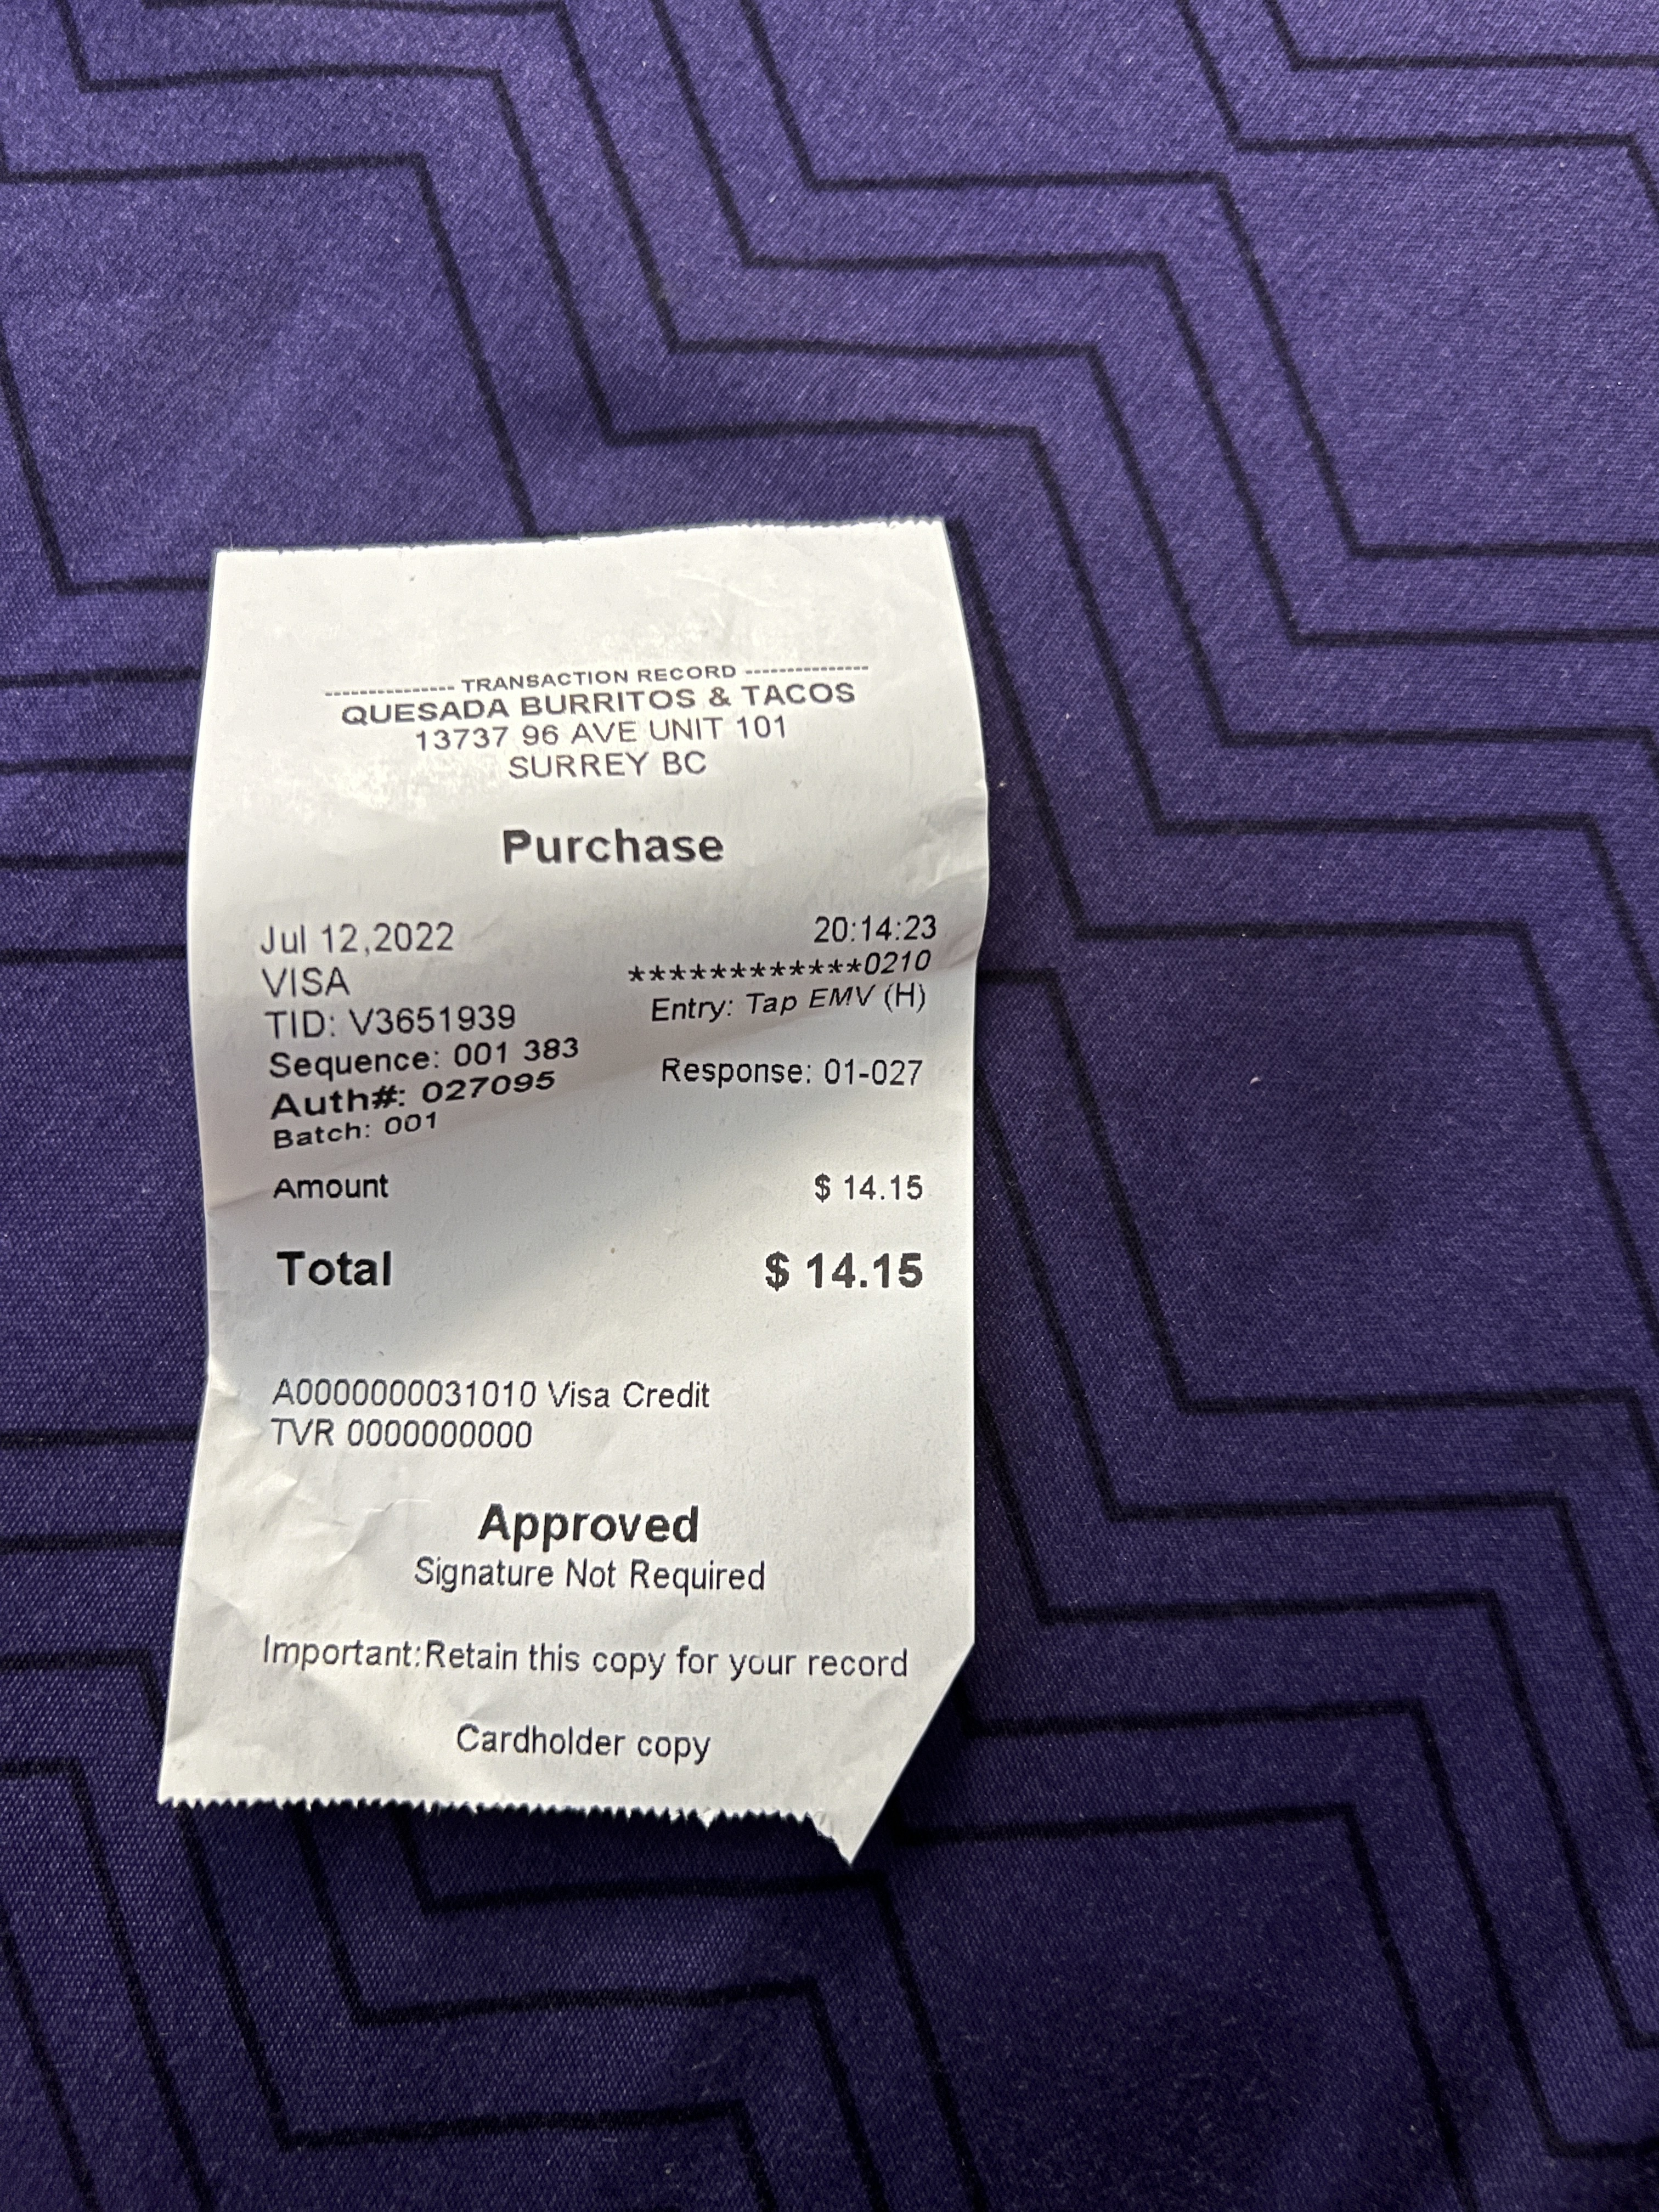 --------------- TRANSACTION RECORD ---------------
QUESADA BURRITOS & TACOS
13737 96 AVE UNIT 101
SURREY BC
Purchase
Jul 12,2022 20:14:23
VISA ************0210
TID: V3651939 Entry: Tap EMV (H)
Sequence: 001 383
Auth#: 027095 Response: 01-027
Batch: 001
Amount $ 14.15
Total $ 14.15
A0000000031010 Visa Credit
TVR 0000000000
Approved
Signature Not Required
Important:Retain this copy for your record
Cardholder copy